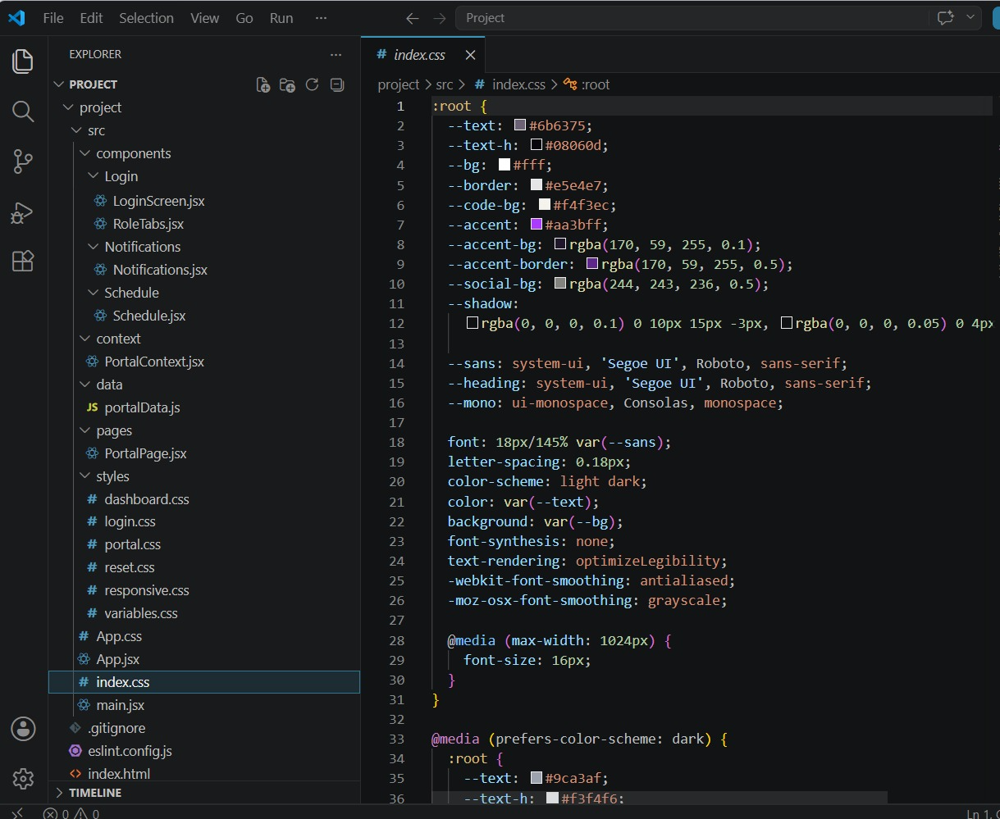 File Edit Selection View Go Run ···
Project
EXPLORER ···
PROJECT
project
src
components
Login
LoginScreen.jsx
RoleTabs.jsx
Notifications
Notifications.jsx
Schedule
Schedule.jsx
context
PortalContext.jsx
data
JS portalData.js
pages
PortalPage.jsx
styles
# dashboard.css
# login.css
# portal.css
# reset.css
# responsive.css
# variables.css
# App.css
App.jsx
# index.css
main.jsx
.gitignore
eslint.config.js
<> index.html
TIMELINE
# index.css
project > src > # index.css > :root
1 :root {
2 --text: #6b6375;
3 --text-h: #08060d;
4 --bg: #fff;
5 --border: #e5e4e7;
6 --code-bg: #f4f3ec;
7 --accent: #aa3bff;
8 --accent-bg: rgba(170, 59, 255, 0.1);
9 --accent-border: rgba(170, 59, 255, 0.5);
10 --social-bg: rgba(244, 243, 236, 0.5);
11 --shadow:
12 rgba(0, 0, 0, 0.1) 0 10px 15px -3px, rgba(0, 0, 0, 0.05) 0 4px
13
14 --sans: system-ui, 'Segoe UI', Roboto, sans-serif;
15 --heading: system-ui, 'Segoe UI', Roboto, sans-serif;
16 --mono: ui-monospace, Consolas, monospace;
17
18 font: 18px/145% var(--sans);
19 letter-spacing: 0.18px;
20 color-scheme: light dark;
21 color: var(--text);
22 background: var(--bg);
23 font-synthesis: none;
24 text-rendering: optimizeLegibility;
25 -webkit-font-smoothing: antialiased;
26 -moz-osx-font-smoothing: grayscale;
27
28 @media (max-width: 1024px) {
29 font-size: 16px;
30 }
31 }
32
33 @media (prefers-color-scheme: dark) {
34 :root {
35 --text: #9ca3af;
36 --text-h: #f3f4f6;
0 0
Ln 1,